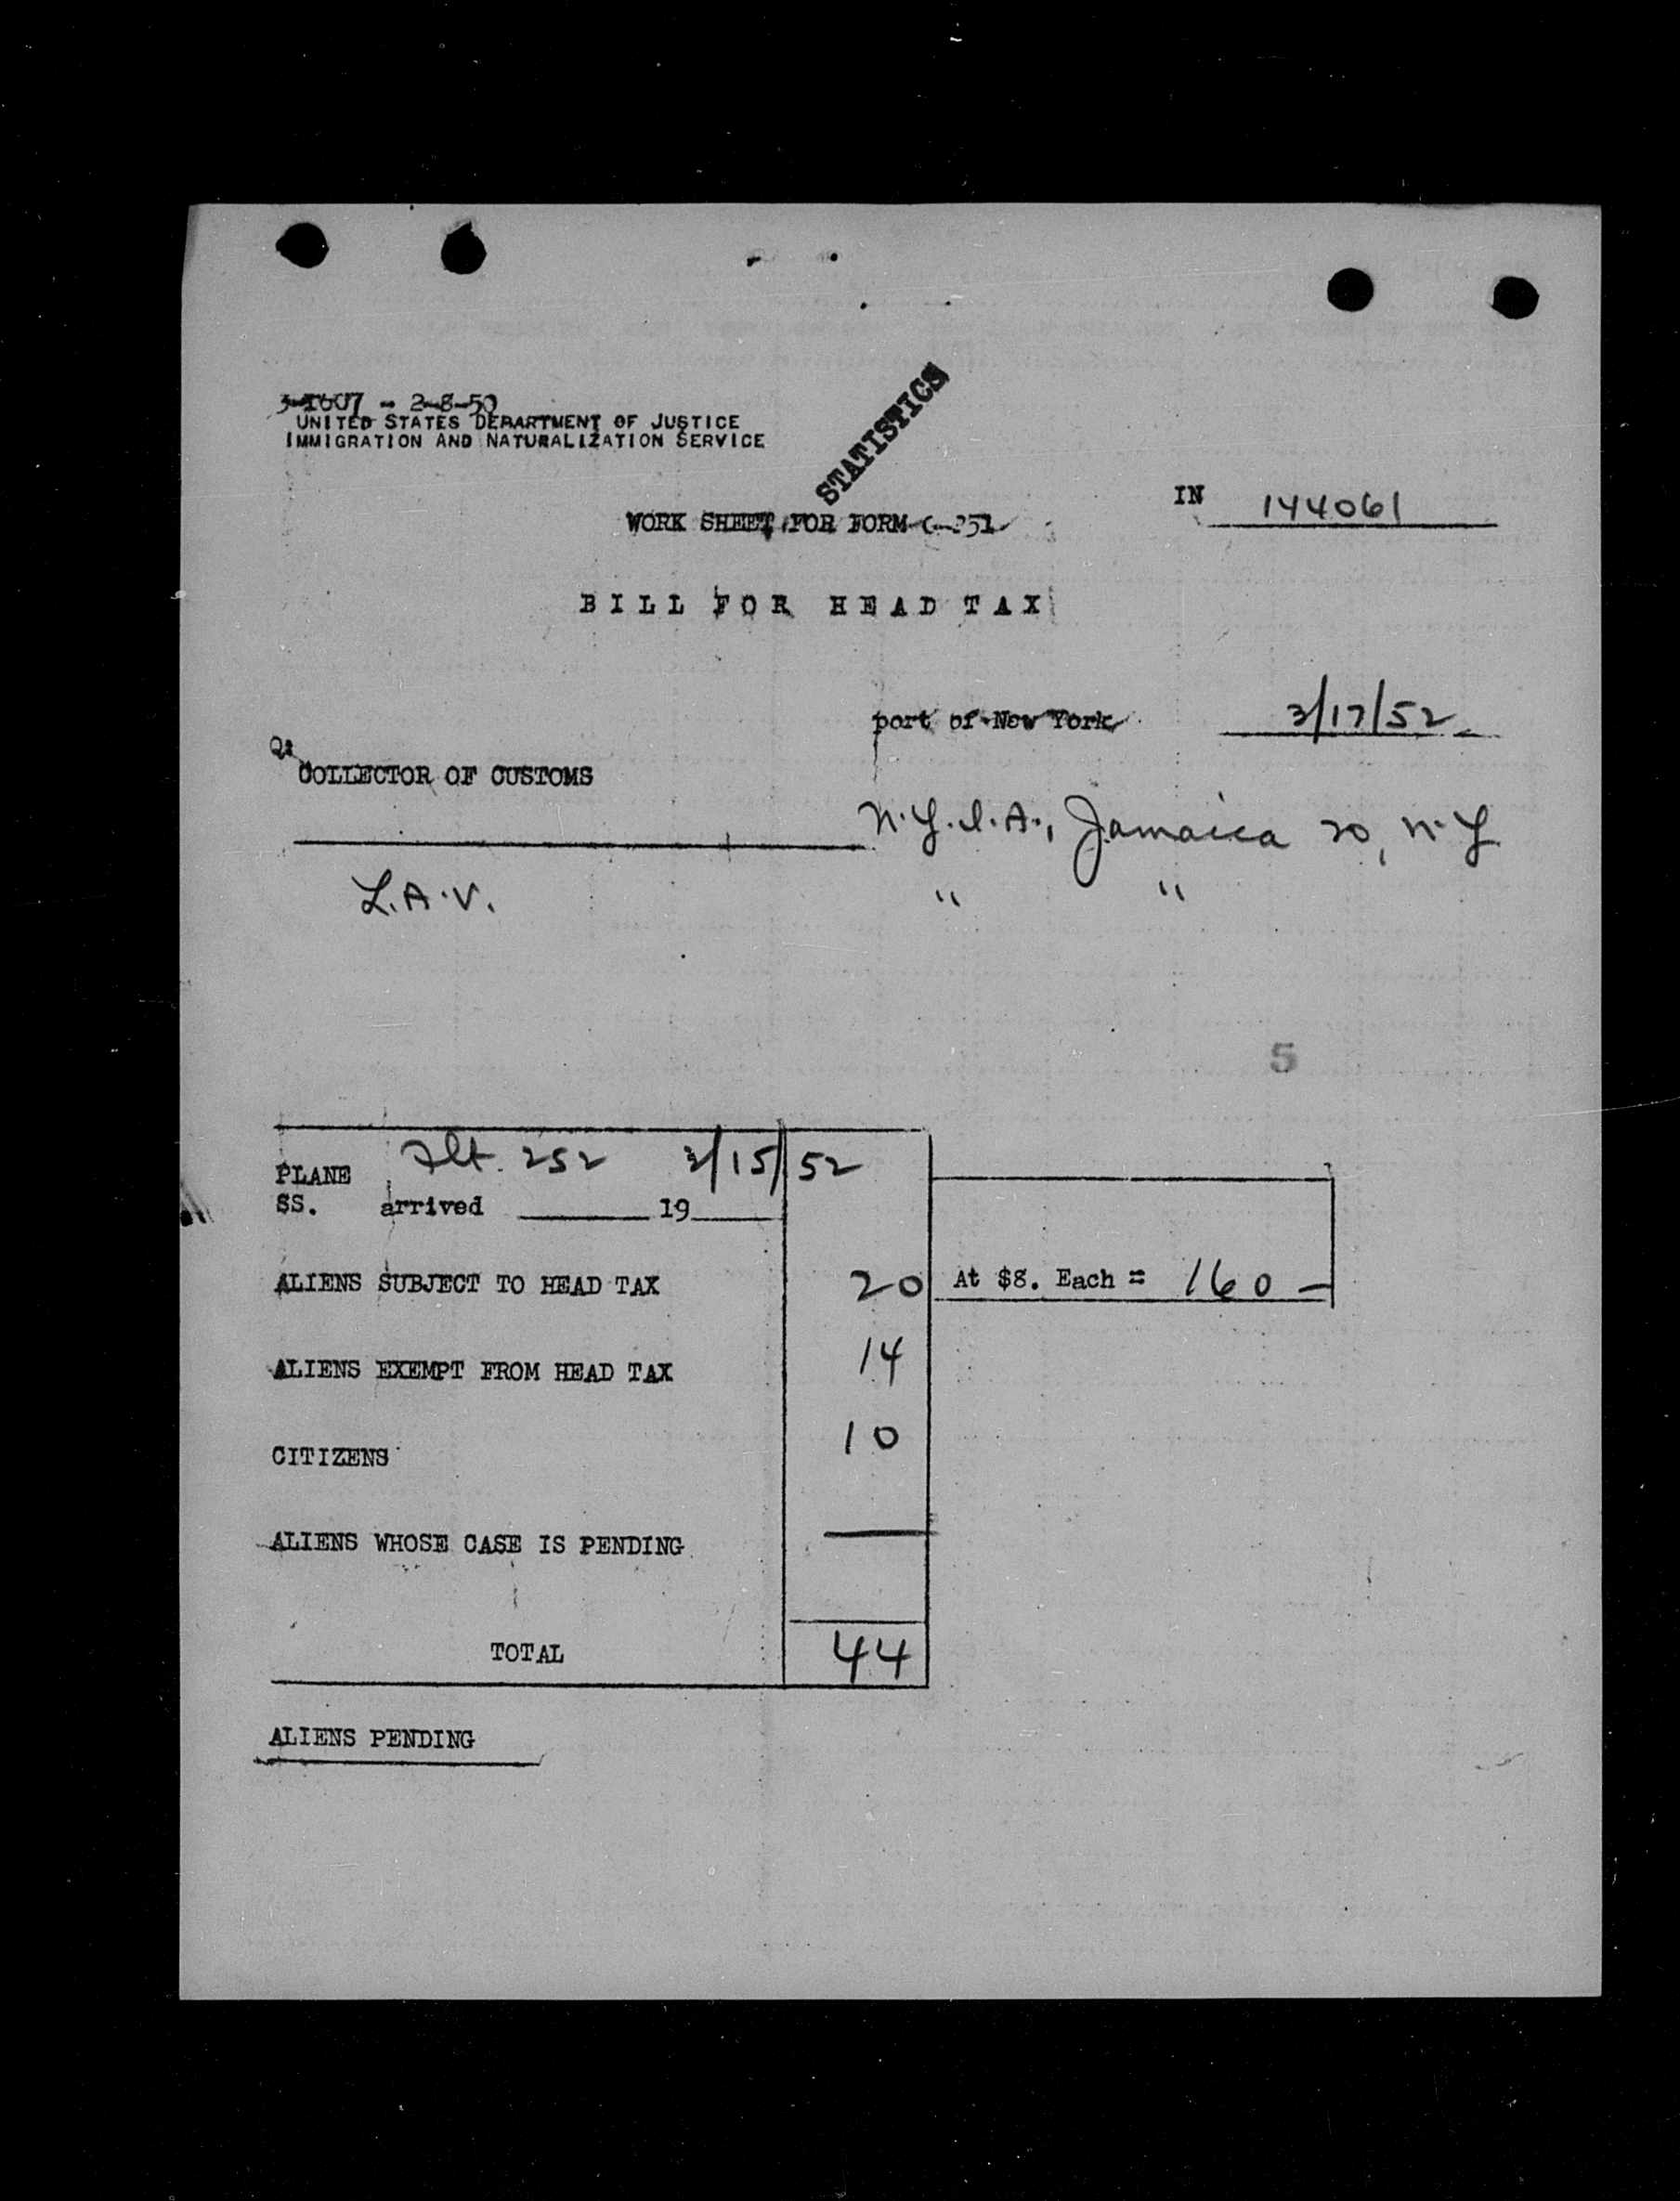 - 2-8-50
UNITED STATES DEPARTMENT OF JUSTICE
IMMIGRATION AND NATURALIZATION SERVICE
STATISTICS
IN 144061
WORK SHEET FOR FORM
BILL FOR HEAD TAX
port of New York 3/17/52
COLLECTOR OF CUSTOMS
N.Y.I.A., Jamaica 20, N.Y
L.A.V. " "
5
Flt. 252 3/15/52
PLANE
SS. arrived 19
ALIENS SUBJECT TO HEAD TAX 20 At $8. Each = 160 -
ALIENS EXEMPT FROM HEAD TAX 14
CITIZENS 10
ALIENS WHOSE CASE IS PENDING —
TOTAL 44
ALIENS PENDING